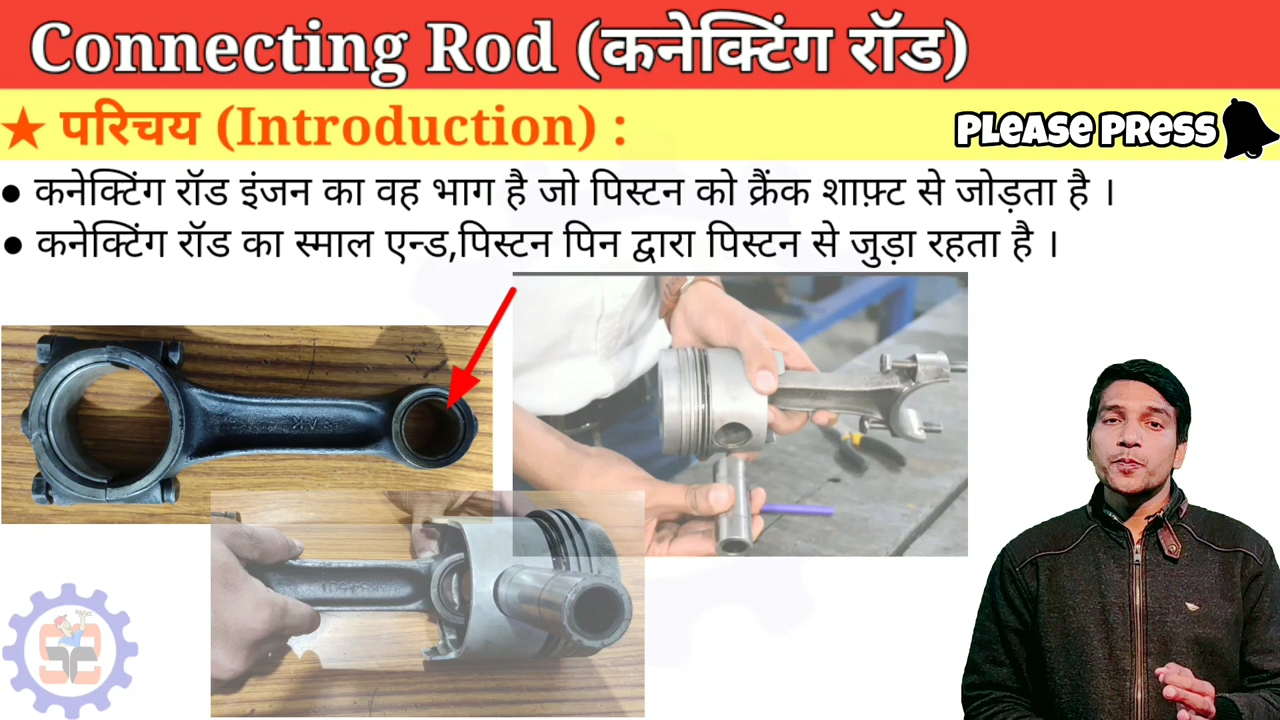 Connecting Rod (कनेक्टिंग रॉड)
★ परिचय (Introduction) :
PLEASE PRESS
● कनेक्टिंग रॉड इंजन का वह भाग है जो पिस्टन को क्रैंक शाफ़्ट से जोड़ता है ।
● कनेक्टिंग रॉड का स्माल एन्ड,पिस्टन पिन द्वारा पिस्टन से जुड़ा रहता है ।